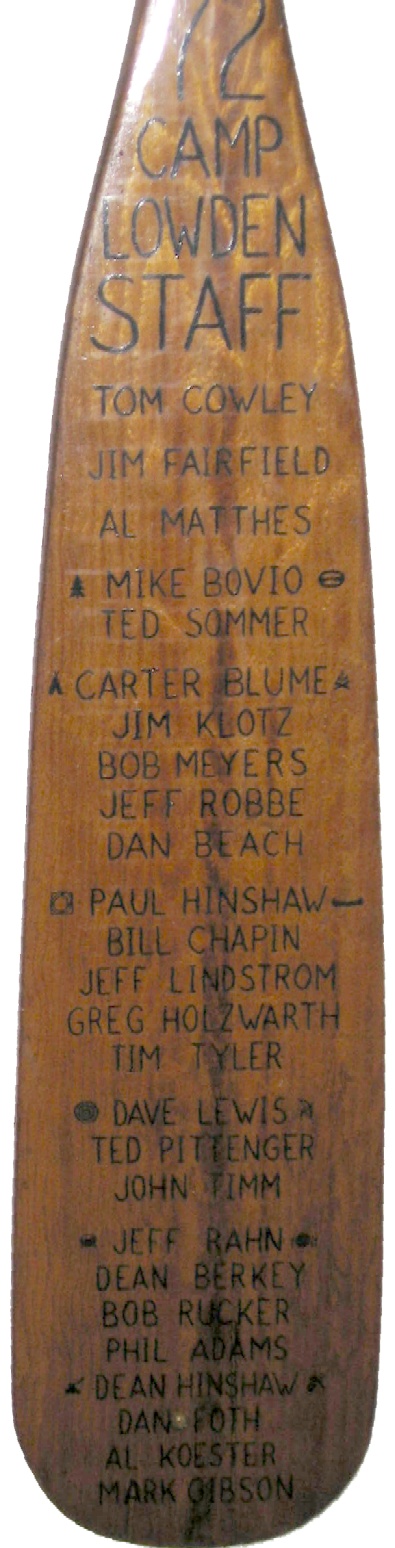 72
CAMP
LOWDEN
STAFF
TOM COWLEY
JIM FAIRFIELD
AL MATTHES
MIKE BOVIO
TED SOMMER
CARTER BLUME
JIM KLOTZ
BOB MEYERS
JEFF ROBBE
DAN BEACH
PAUL HINSHAW
BILL CHAPIN
JEFF LINDSTROM
GREG HOLZWARTH
TIM TYLER
DAVE LEWIS
TED PITTENGER
JOHN TIMM
JEFF RAHN
DEAN BERKEY
BOB RUCKER
PHIL ADAMS
DEAN HINSHAW
DAN FOTH
AL KOESTER
MARK GIBSON